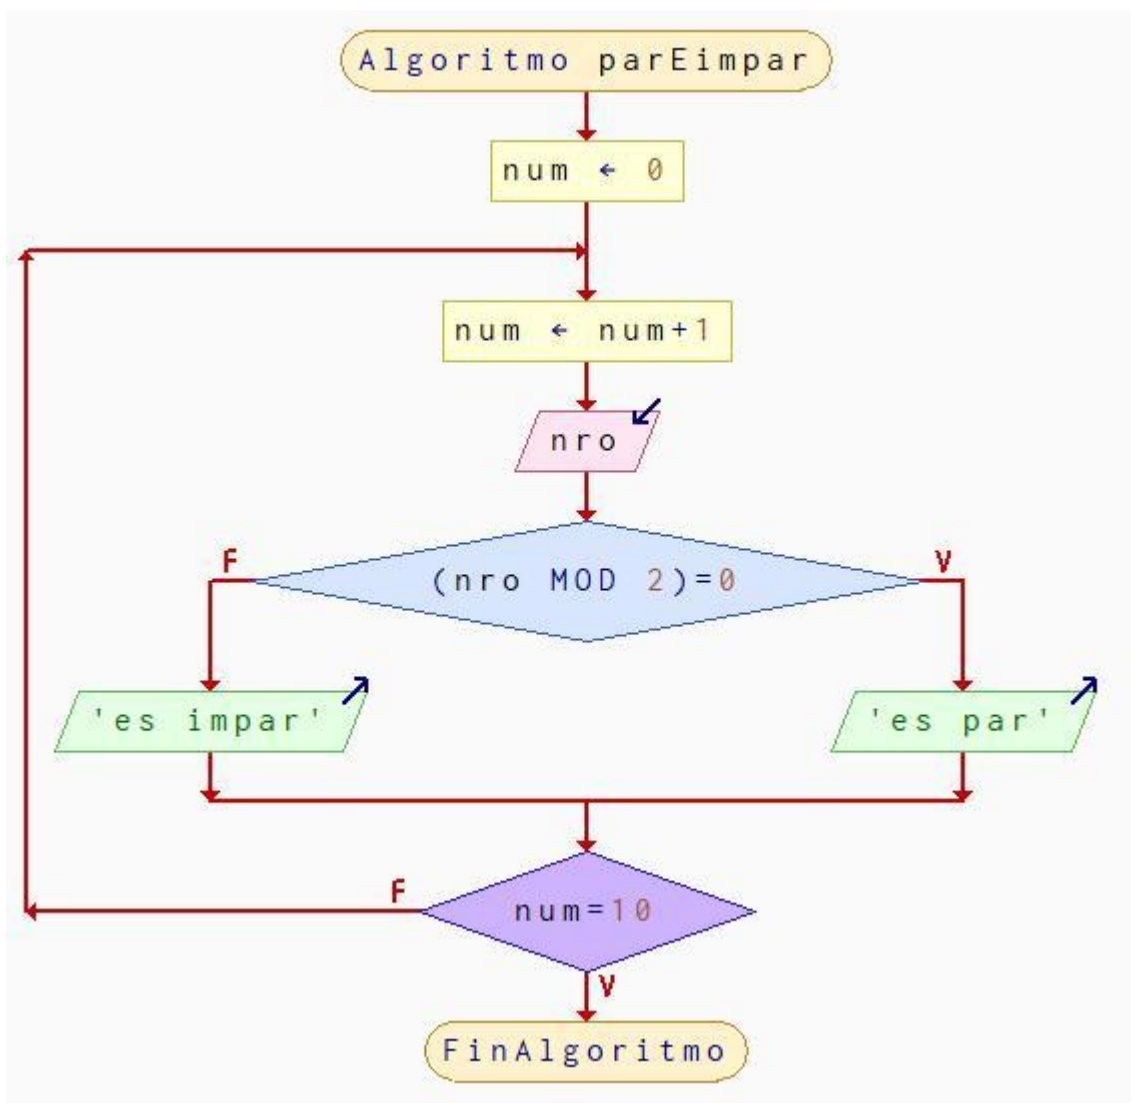 Algoritmo parEimpar
num ← 0
num ← num+1
nro
F
(nro MOD 2)=0
V
'es impar'
'es par'
F
num=10
V
FinAlgoritmo